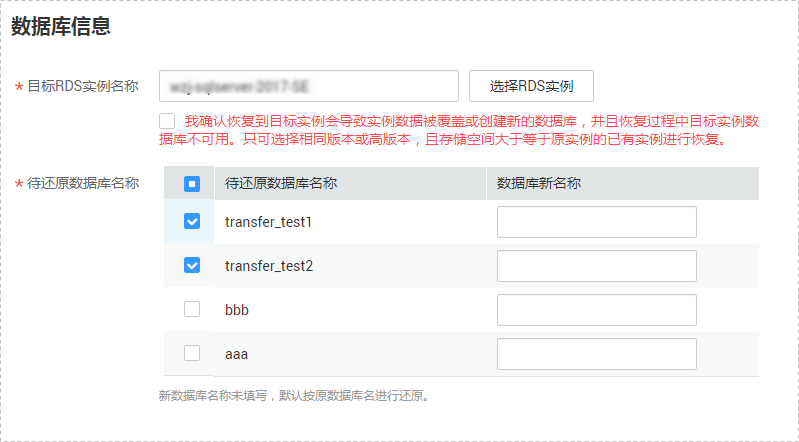 数据库信息
* 目标RDS实例名称
wzj-sqlserver-2017-SE
选择RDS实例
我确认恢复到目标实例会导致实例数据被覆盖或创建新的数据库，并且恢复过程中目标实例数
据库不可用。只可选择相同版本或高版本，且存储空间大于等于原实例的已有实例进行恢复。
* 待还原数据库名称
待还原数据库名称 数据库新名称
transfer_test1
transfer_test2
bbb
aaa
新数据库名称未填写，默认按原数据库名进行还原。